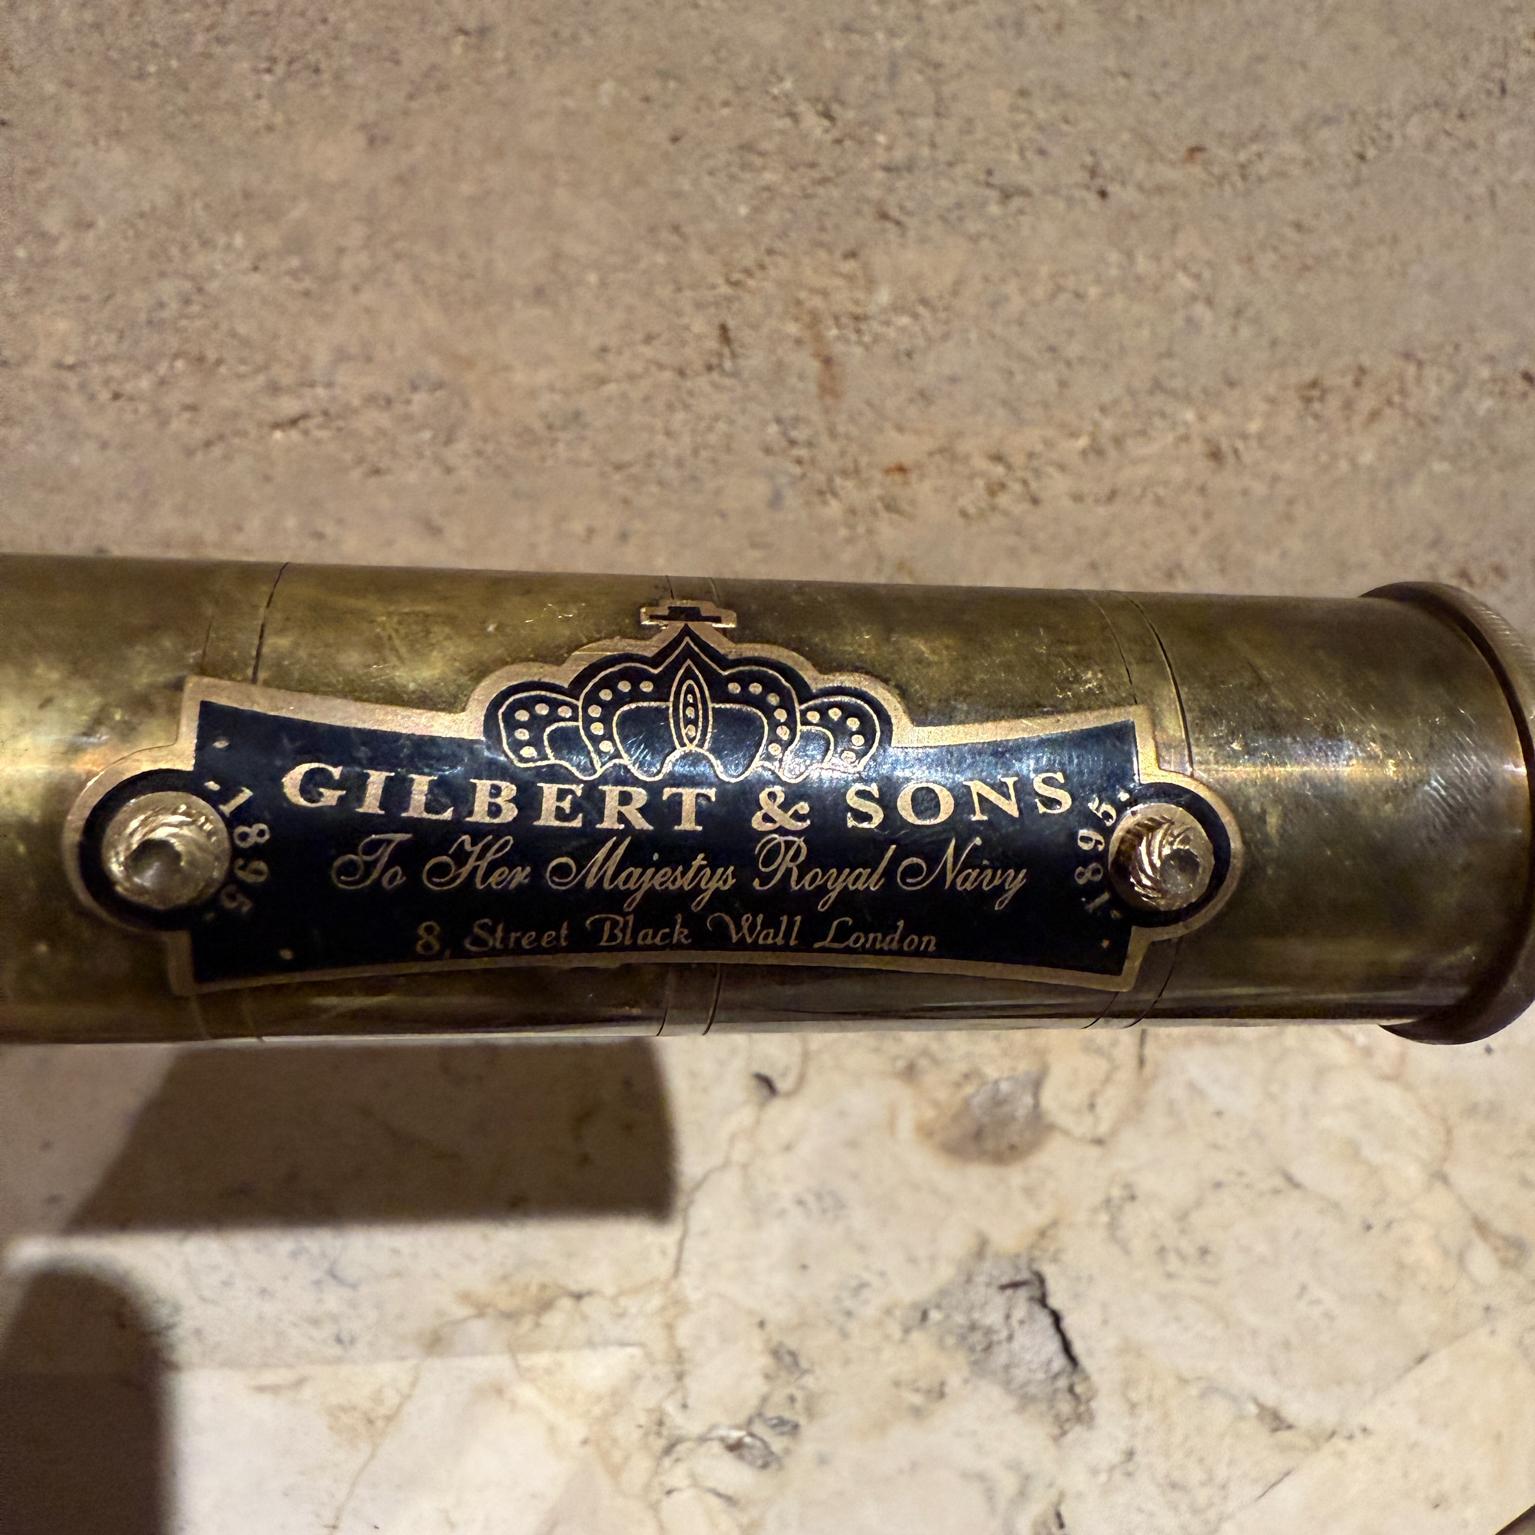 GILBERT & SONS
To Her Majestys Royal Navy
8, Street Black Wall London
-1895-
-1895-